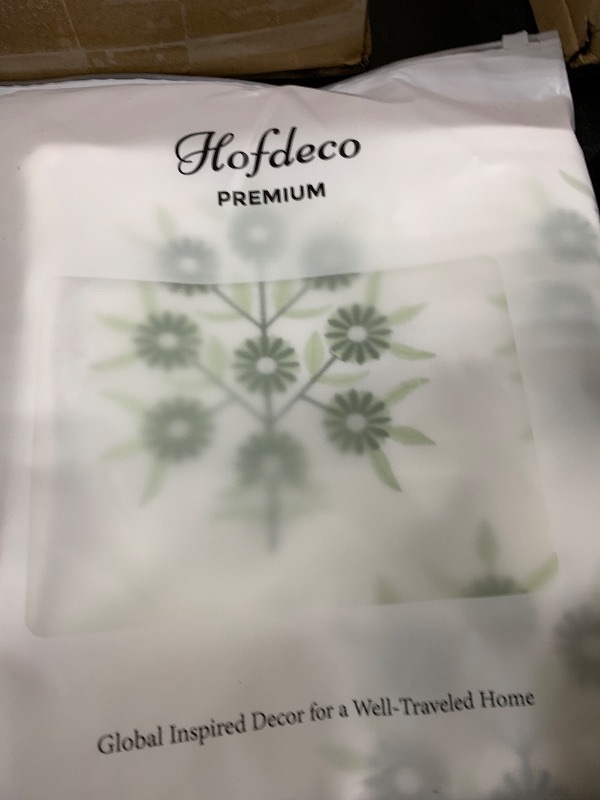 Hofdeco
PREMIUM
Global Inspired Decor for a Well-Traveled Home